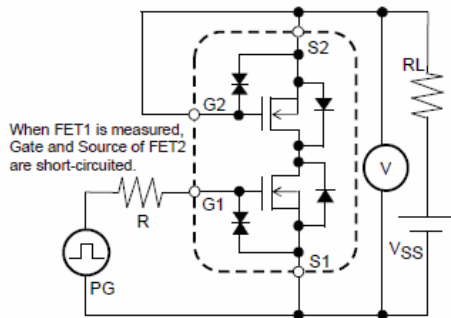 S2
RL
G2
When FET1 is measured,
Gate and Source of FET2
are short-circuited.
V
R
G1
VSS
S1
PG